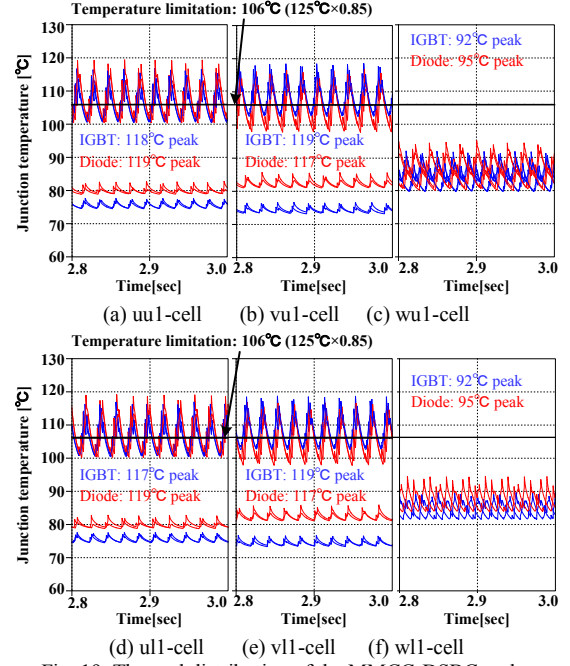 Temperature limitation: 106℃ (125℃×0.85)
Junction temperature [℃]
130
120
110
100
90
80
70
60
IGBT: 118℃ peak
Diode: 119℃ peak
IGBT: 119℃ peak
Diode: 117℃ peak
IGBT: 92℃ peak
Diode: 95℃ peak
2.8 2.9 3.0 2.8 2.9 3.0 2.8 2.9 3.0
Time[sec] Time[sec] Time[sec]
(a) uu1-cell (b) vu1-cell (c) wu1-cell
Temperature limitation: 106℃ (125℃×0.85)
Junction temperature [℃]
130
120
110
100
90
80
70
60
IGBT: 117℃ peak
Diode: 119℃ peak
IGBT: 119℃ peak
Diode: 117℃ peak
IGBT: 92℃ peak
Diode: 95℃ peak
2.8 2.9 3.0 2.8 2.9 3.0 2.8 2.9 3.0
Time[sec] Time[sec] Time[sec]
(d) ul1-cell (e) vl1-cell (f) wl1-cell